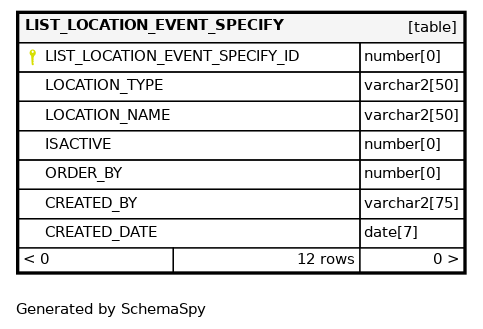 LIST_LOCATION_EVENT_SPECIFY [table]
LIST_LOCATION_EVENT_SPECIFY_ID number[0]
LOCATION_TYPE varchar2[50]
LOCATION_NAME varchar2[50]
ISACTIVE number[0]
ORDER_BY number[0]
CREATED_BY varchar2[75]
CREATED_DATE date[7]
< 0 12 rows 0 >
Generated by SchemaSpy